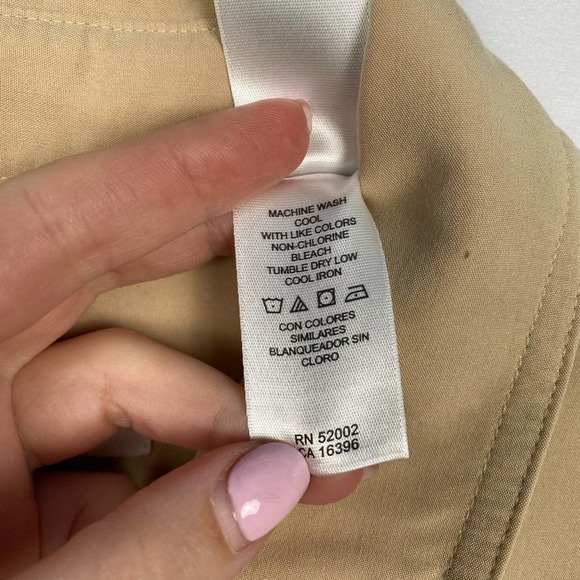 MACHINE WASH
COOL
WITH LIKE COLORS
NON-CHLORINE
BLEACH
TUMBLE DRY LOW
COOL IRON
CON COLORES
SIMILARES
BLANQUEADOR SIN
CLORO
RN 52002
CA 16396